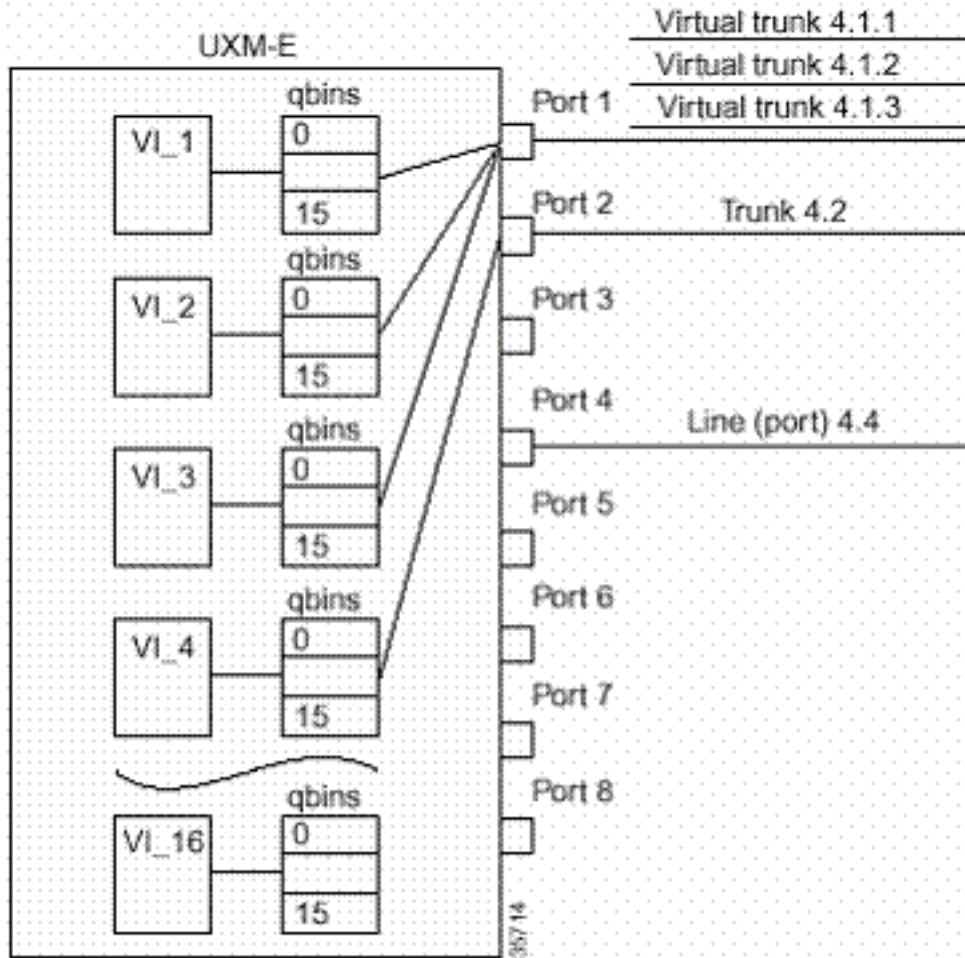 UXM-E
Virtual trunk 4.1.1
Virtual trunk 4.1.2
Virtual trunk 4.1.3
VI_1
qbins
0
15
Port 1
Port 2
Trunk 4.2
VI_2
qbins
0
15
Port 3
Port 4
Line (port) 4.4
VI_3
qbins
0
15
Port 5
Port 6
VI_4
qbins
0
15
Port 7
Port 8
VI_16
qbins
0
15
35714